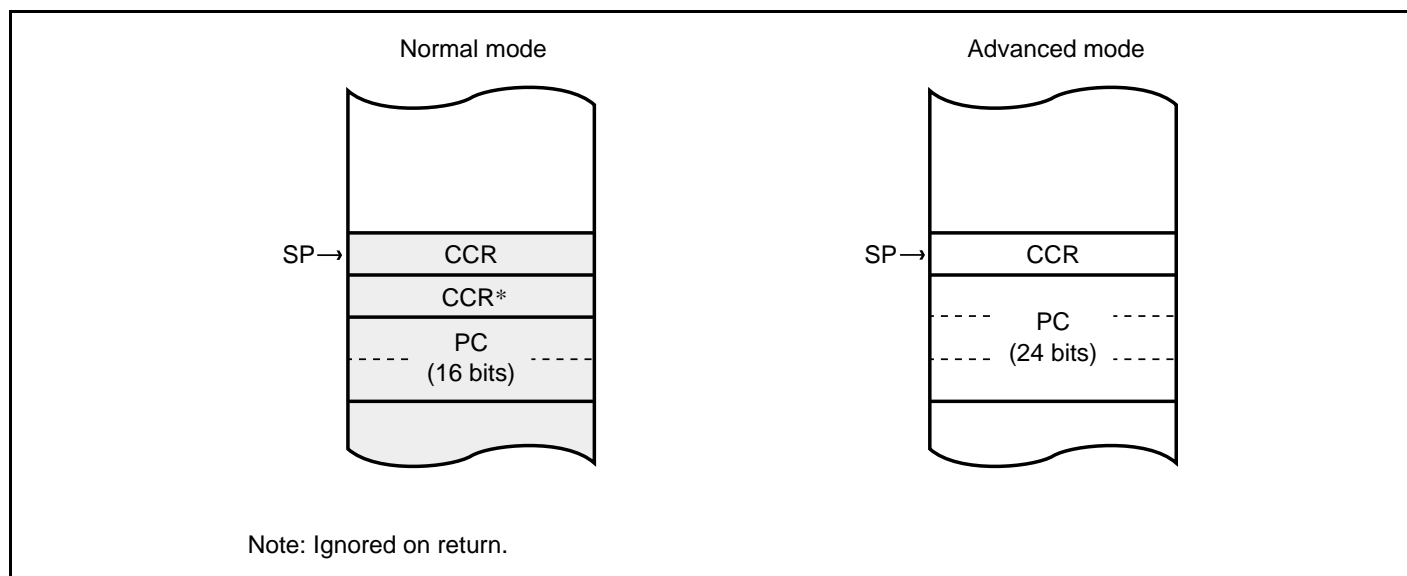 Normal mode
SP→ CCR
CCR*
PC
(16 bits)
Advanced mode
SP→ CCR
PC
(24 bits)
Note: Ignored on return.